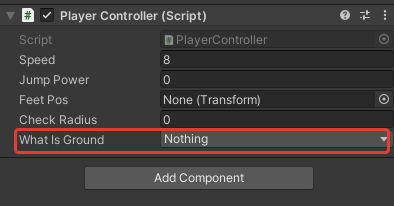 Player Controller (Script)
Script PlayerController
Speed 8
Jump Power 0
Feet Pos None (Transform)
Check Radius 0
What Is Ground Nothing
Add Component